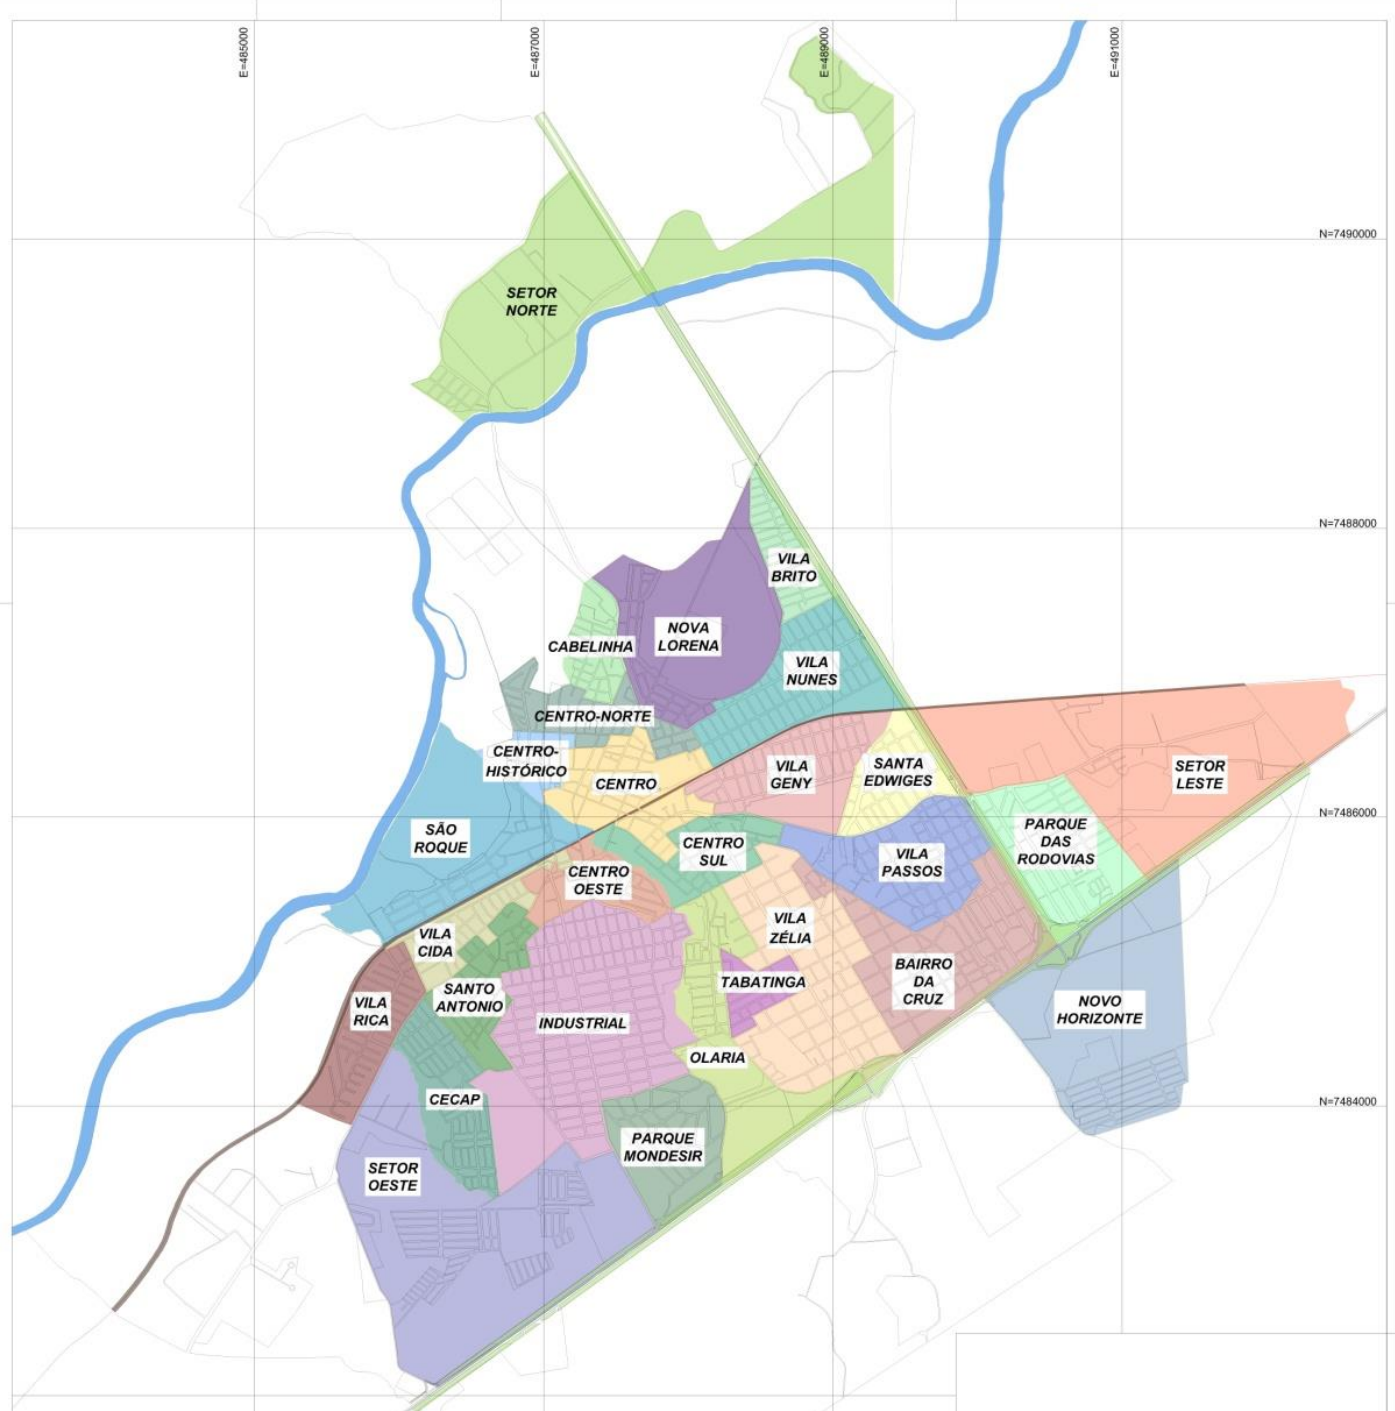 E=485000
E=487000
E=489000
E=491000
N=7490000
SETOR
NORTE
N=7488000
VILA
BRITO
NOVA
LORENA
CABELINHA
VILA
NUNES
CENTRO-NORTE
CENTRO-
HISTÓRICO
CENTRO
VILA
GENY
SANTA
EDWIGES
SETOR
LESTE
N=7486000
SÃO
ROQUE
CENTRO
SUL
VILA
PASSOS
PARQUE
DAS
RODOVIAS
CENTRO
OESTE
VILA
ZÉLIA
VILA
CIDA
TABATINGA
BAIRRO
DA
CRUZ
SANTO
ANTONIO
VILA
RICA
INDUSTRIAL
NOVO
HORIZONTE
OLARIA
CECAP
N=7484000
PARQUE
MONDESIR
SETOR
OESTE